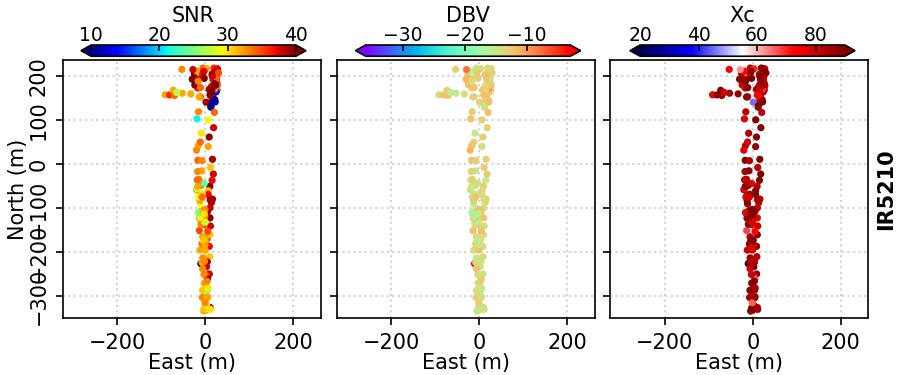 SNR DBV Xc
10 20 30 40 −30 −20 −10 20 40 60 80
North (m)
200
100
0
−100
−200
−300
−200 0 200 −200 0 200 −200 0 200
East (m) East (m) East (m)
IR5210